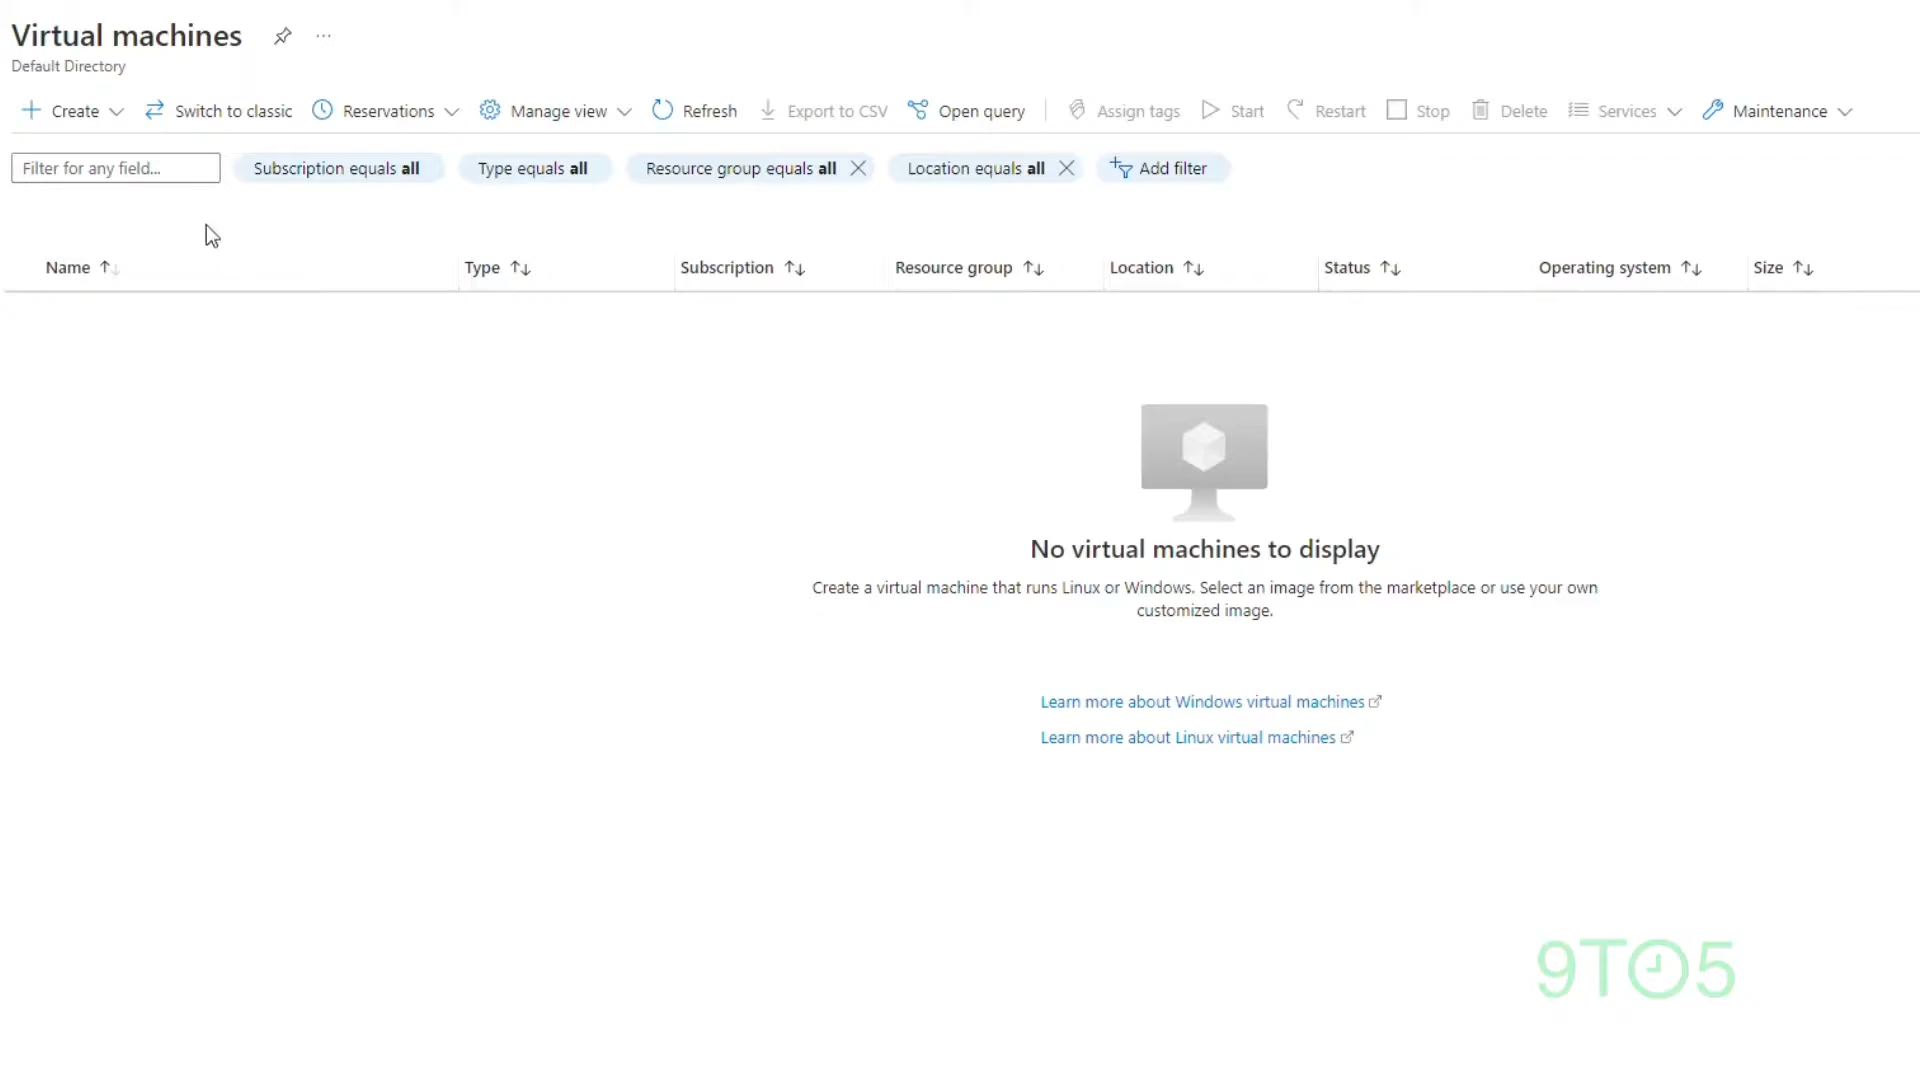 Virtual machines
Default Directory
Create Switch to classic Reservations Manage view Refresh Export to CSV Open query Assign tags Start Restart Stop Delete Services Maintenance
Filter for any field... Subscription equals all Type equals all Resource group equals all Location equals all Add filter
Name Type Subscription Resource group Location Status Operating system Size
No virtual machines to display
Create a virtual machine that runs Linux or Windows. Select an image from the marketplace or use your own
customized image.
Learn more about Windows virtual machines
Learn more about Linux virtual machines
9TO5